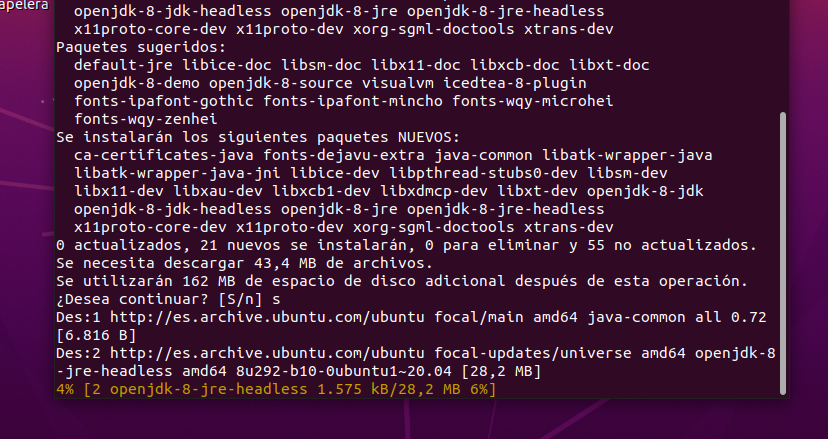 apelera
  openjdk-8-jdk-headless openjdk-8-jre openjdk-8-jre-headless
  x11proto-core-dev x11proto-dev xorg-sgml-doctools xtrans-dev
Paquetes sugeridos:
  default-jre libice-doc libsm-doc libx11-doc libxcb-doc libxt-doc
  openjdk-8-demo openjdk-8-source visualvm icedtea-8-plugin
  fonts-ipafont-gothic fonts-ipafont-mincho fonts-wqy-microhei
  fonts-wqy-zenhei
Se instalarán los siguientes paquetes NUEVOS:
  ca-certificates-java fonts-dejavu-extra java-common libatk-wrapper-java
  libatk-wrapper-java-jni libice-dev libpthread-stubs0-dev libsm-dev
  libx11-dev libxau-dev libxcb1-dev libxdmcp-dev libxt-dev openjdk-8-jdk
  openjdk-8-jdk-headless openjdk-8-jre openjdk-8-jre-headless
  x11proto-core-dev x11proto-dev xorg-sgml-doctools xtrans-dev
0 actualizados, 21 nuevos se instalarán, 0 para eliminar y 55 no actualizados.
Se necesita descargar 43,4 MB de archivos.
Se utilizarán 162 MB de espacio de disco adicional después de esta operación.
¿Desea continuar? [S/n] s
Des:1 http://es.archive.ubuntu.com/ubuntu focal/main amd64 java-common all 0.72
[6.816 B]
Des:2 http://es.archive.ubuntu.com/ubuntu focal-updates/universe amd64 openjdk-8
-jre-headless amd64 8u292-b10-0ubuntu1~20.04 [28,2 MB]
4% [2 openjdk-8-jre-headless 1.575 kB/28,2 MB 6%]